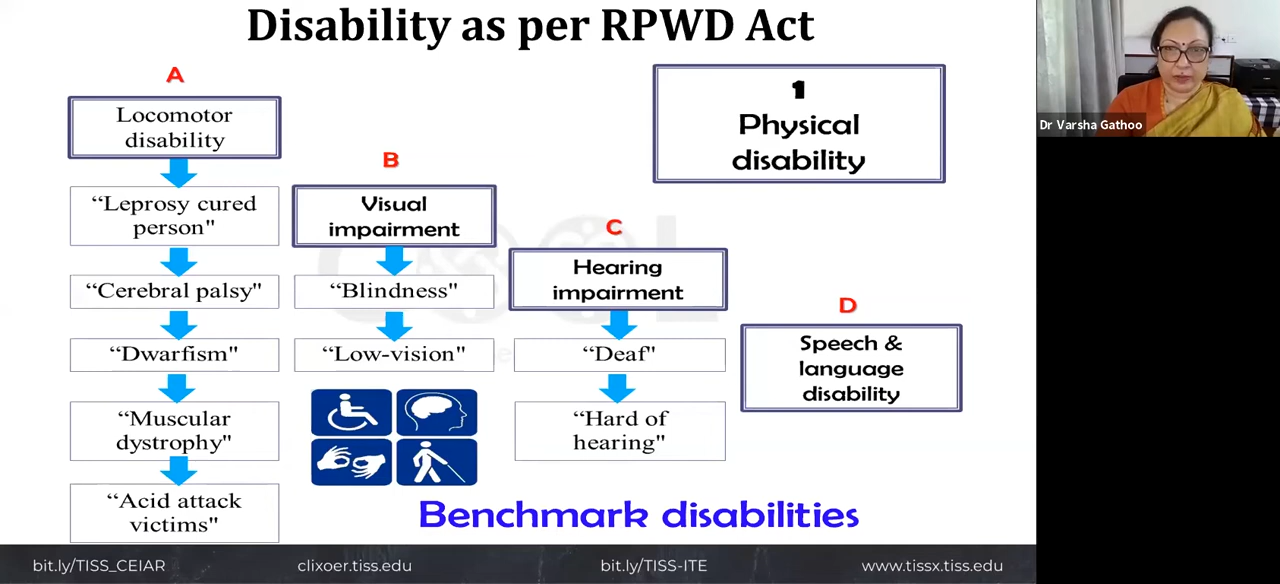 Disability as per RPWD Act
A
Locomotor
disability
“Leprosy cured
person"
“Cerebral palsy"
“Dwarfism"
“Muscular
dystrophy"
“Acid attack
victims"
B
Visual
impairment
“Blindness"
“Low-vision"
C
Hearing
impairment
“Deaf"
“Hard of
hearing"
D
Speech &
language
disability
1
Physical
disability
Benchmark disabilities
Dr Varsha Gathoo
bit.ly/TISS_CEIAR
clixoer.tiss.edu
bit.ly/TISS-ITE
www.tissx.tiss.edu